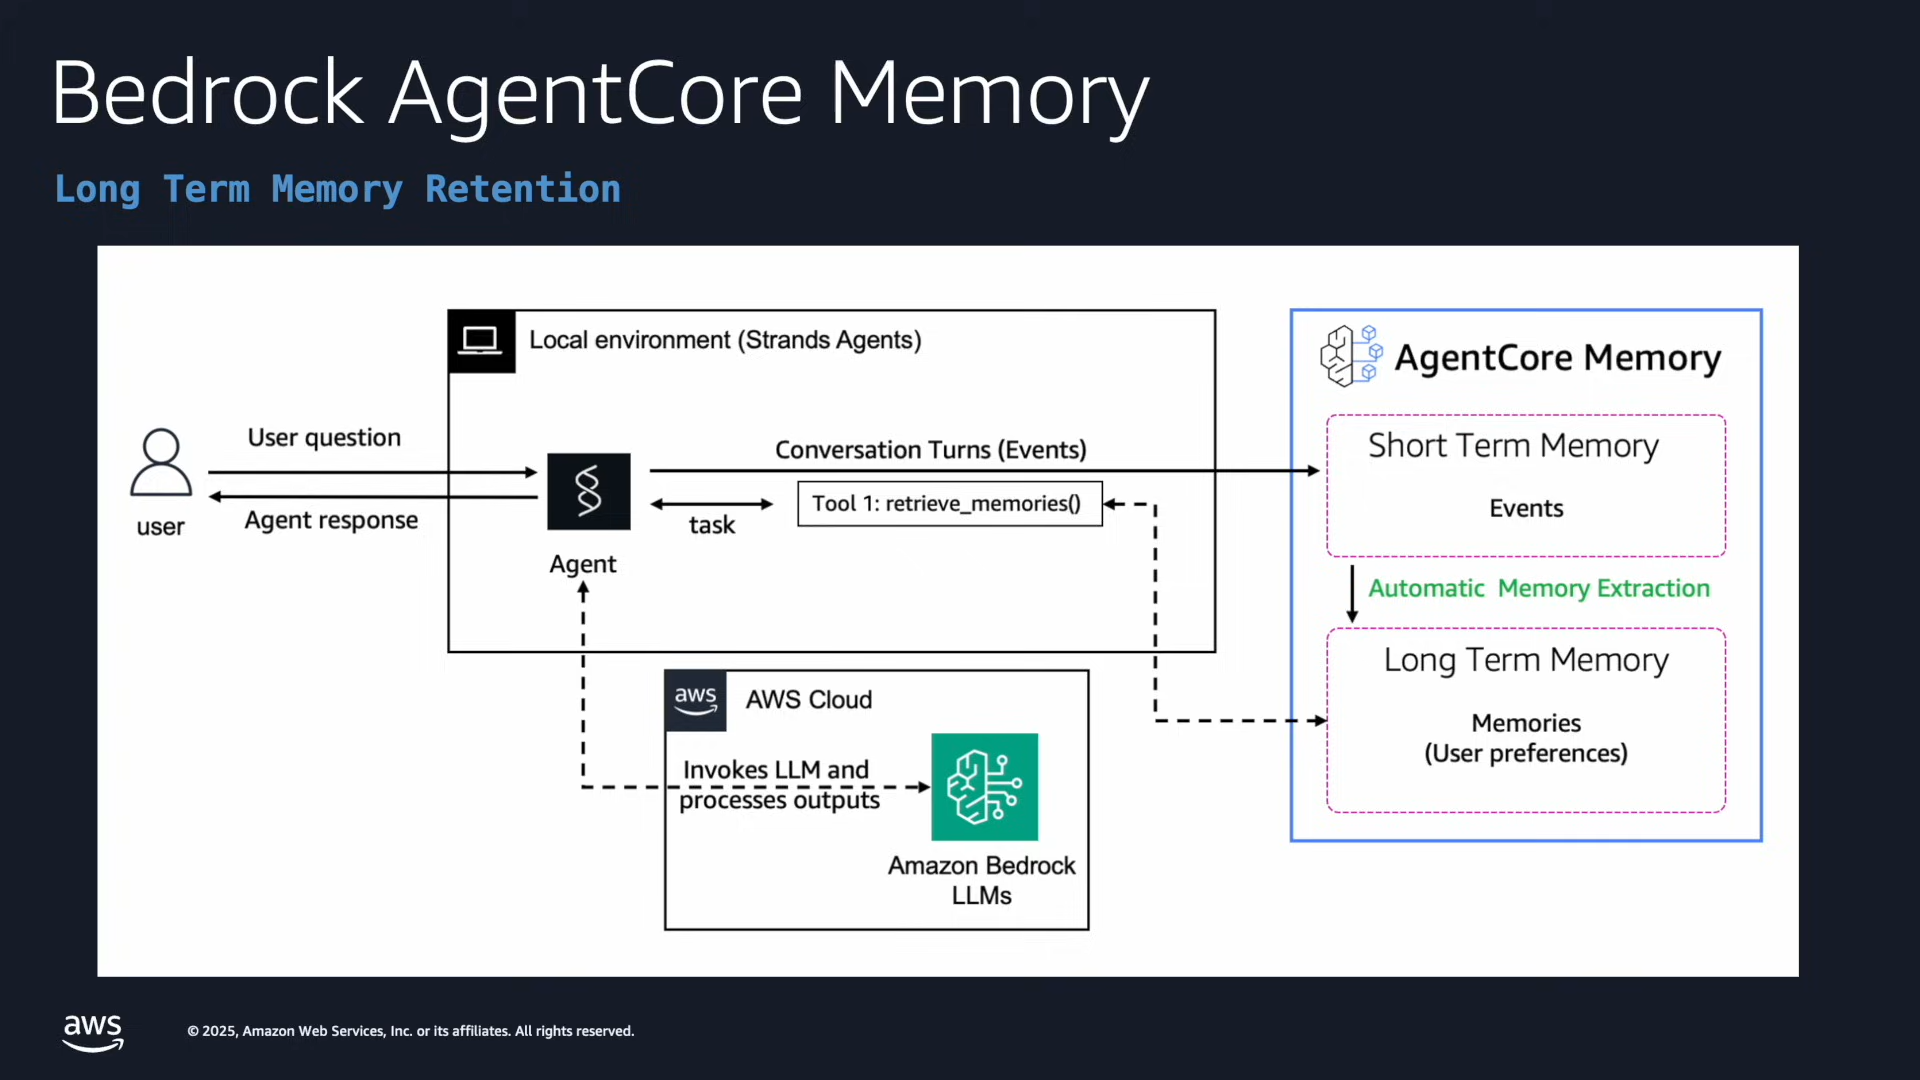 Bedrock AgentCore Memory
Long Term Memory Retention
Local environment (Strands Agents)
AgentCore Memory
User question
Agent response
user
Agent
Conversation Turns (Events)
Tool 1: retrieve_memories()
task
Short Term Memory
Events
Automatic Memory Extraction
Long Term Memory
Memories
(User preferences)
aws
AWS Cloud
Invokes LLM and
processes outputs
Amazon Bedrock
LLMs
aws
© 2025, Amazon Web Services, Inc. or its affiliates. All rights reserved.